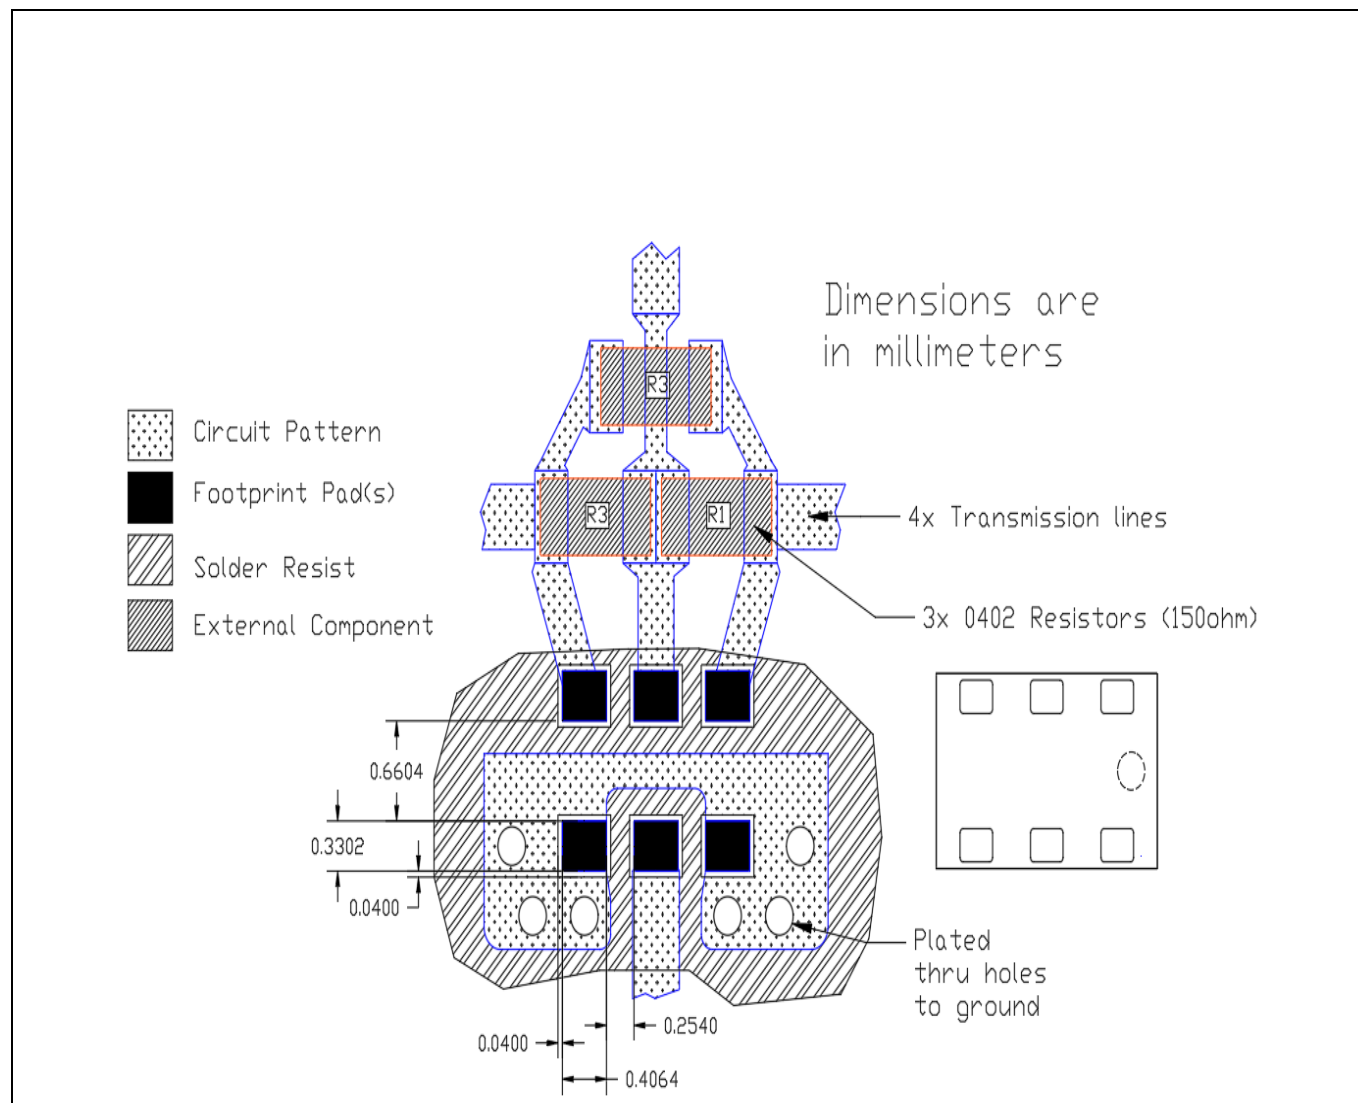 Dimensions are
in millimeters
R3
Circuit Pattern
Footprint Pad(s)
R3
R1
4x Transmission lines
Solder Resist
External Component
3x 0402 Resistors (150ohm)
0.6604
0.3302
0.0400
Plated
thru holes
to ground
0.2540
0.0400
0.4064